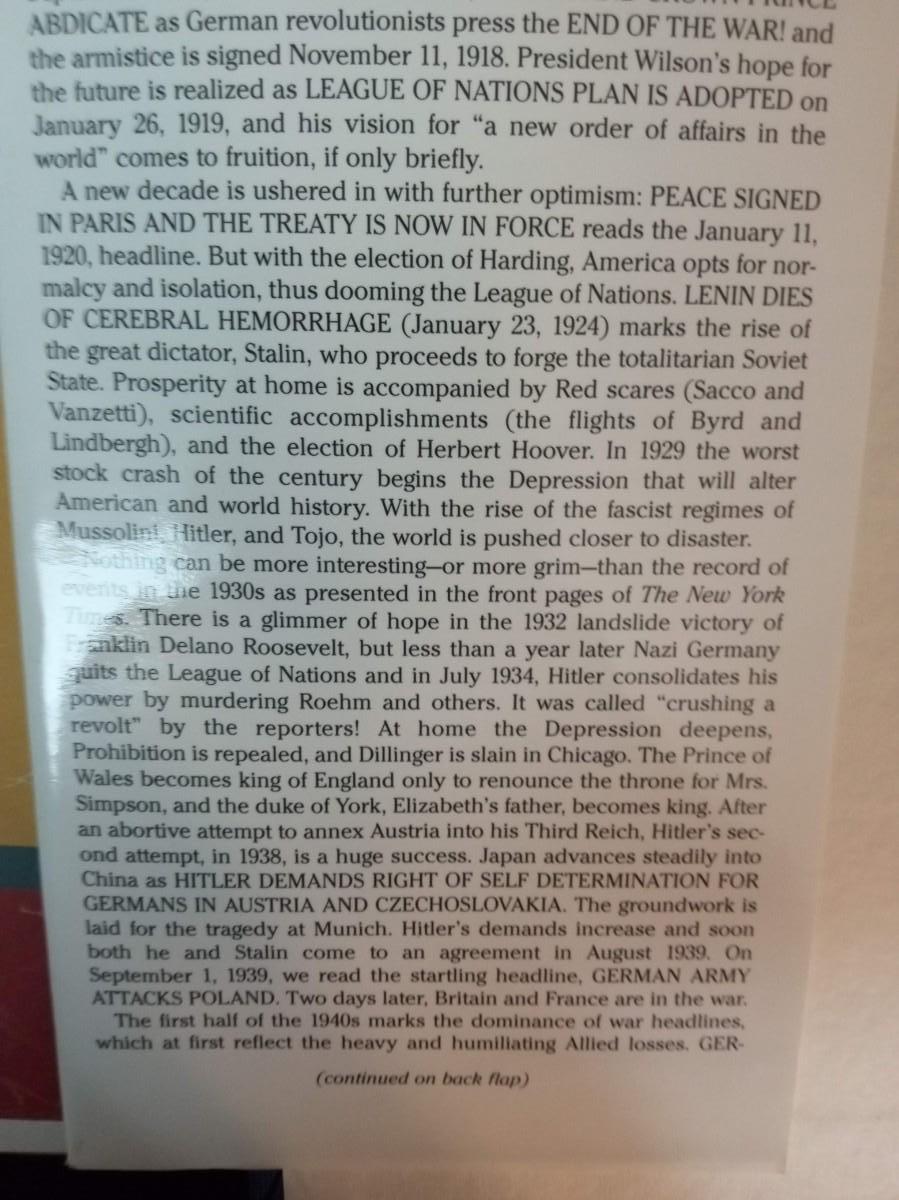 CROWN PRINCE
ABDICATE as German revolutionists press the END OF THE WAR! and
the armistice is signed November 11, 1918. President Wilson's hope for
the future is realized as LEAGUE OF NATIONS PLAN IS ADOPTED on
January 26, 1919, and his vision for "a new order of affairs in the
world" comes to fruition, if only briefly.
A new decade is ushered in with further optimism: PEACE SIGNED
IN PARIS AND THE TREATY IS NOW IN FORCE reads the January 11,
1920, headline. But with the election of Harding, America opts for nor-
malcy and isolation, thus dooming the League of Nations. LENIN DIES
OF CEREBRAL HEMORRHAGE (January 23, 1924) marks the rise of
the great dictator, Stalin, who proceeds to forge the totalitarian Soviet
State. Prosperity at home is accompanied by Red scares (Sacco and
Vanzetti), scientific accomplishments (the flights of Byrd and
Lindbergh), and the election of Herbert Hoover. In 1929 the worst
stock crash of the century begins the Depression that will alter
American and world history. With the rise of the fascist regimes of
Mussolini, Hitler, and Tojo, the world is pushed closer to disaster.
Nothing can be more interesting—or more grim—than the record of
events in the 1930s as presented in the front pages of The New York
Times. There is a glimmer of hope in the 1932 landslide victory of
Franklin Delano Roosevelt, but less than a year later Nazi Germany
quits the League of Nations and in July 1934, Hitler consolidates his
power by murdering Roehm and others. It was called "crushing a
revolt" by the reporters! At home the Depression deepens,
Prohibition is repealed, and Dillinger is slain in Chicago. The Prince of
Wales becomes king of England only to renounce the throne for Mrs.
Simpson, and the duke of York, Elizabeth's father, becomes king. After
an abortive attempt to annex Austria into his Third Reich, Hitler's sec-
ond attempt, in 1938, is a huge success. Japan advances steadily into
China as HITLER DEMANDS RIGHT OF SELF DETERMINATION FOR
GERMANS IN AUSTRIA AND CZECHOSLOVAKIA. The groundwork is
laid for the tragedy at Munich. Hitler's demands increase and soon
both he and Stalin come to an agreement in August 1939. On
September 1, 1939, we read the startling headline, GERMAN ARMY
ATTACKS POLAND. Two days later, Britain and France are in the war.
The first half of the 1940s marks the dominance of war headlines,
which at first reflect the heavy and humiliating Allied losses. GER-
(continued on back flap)